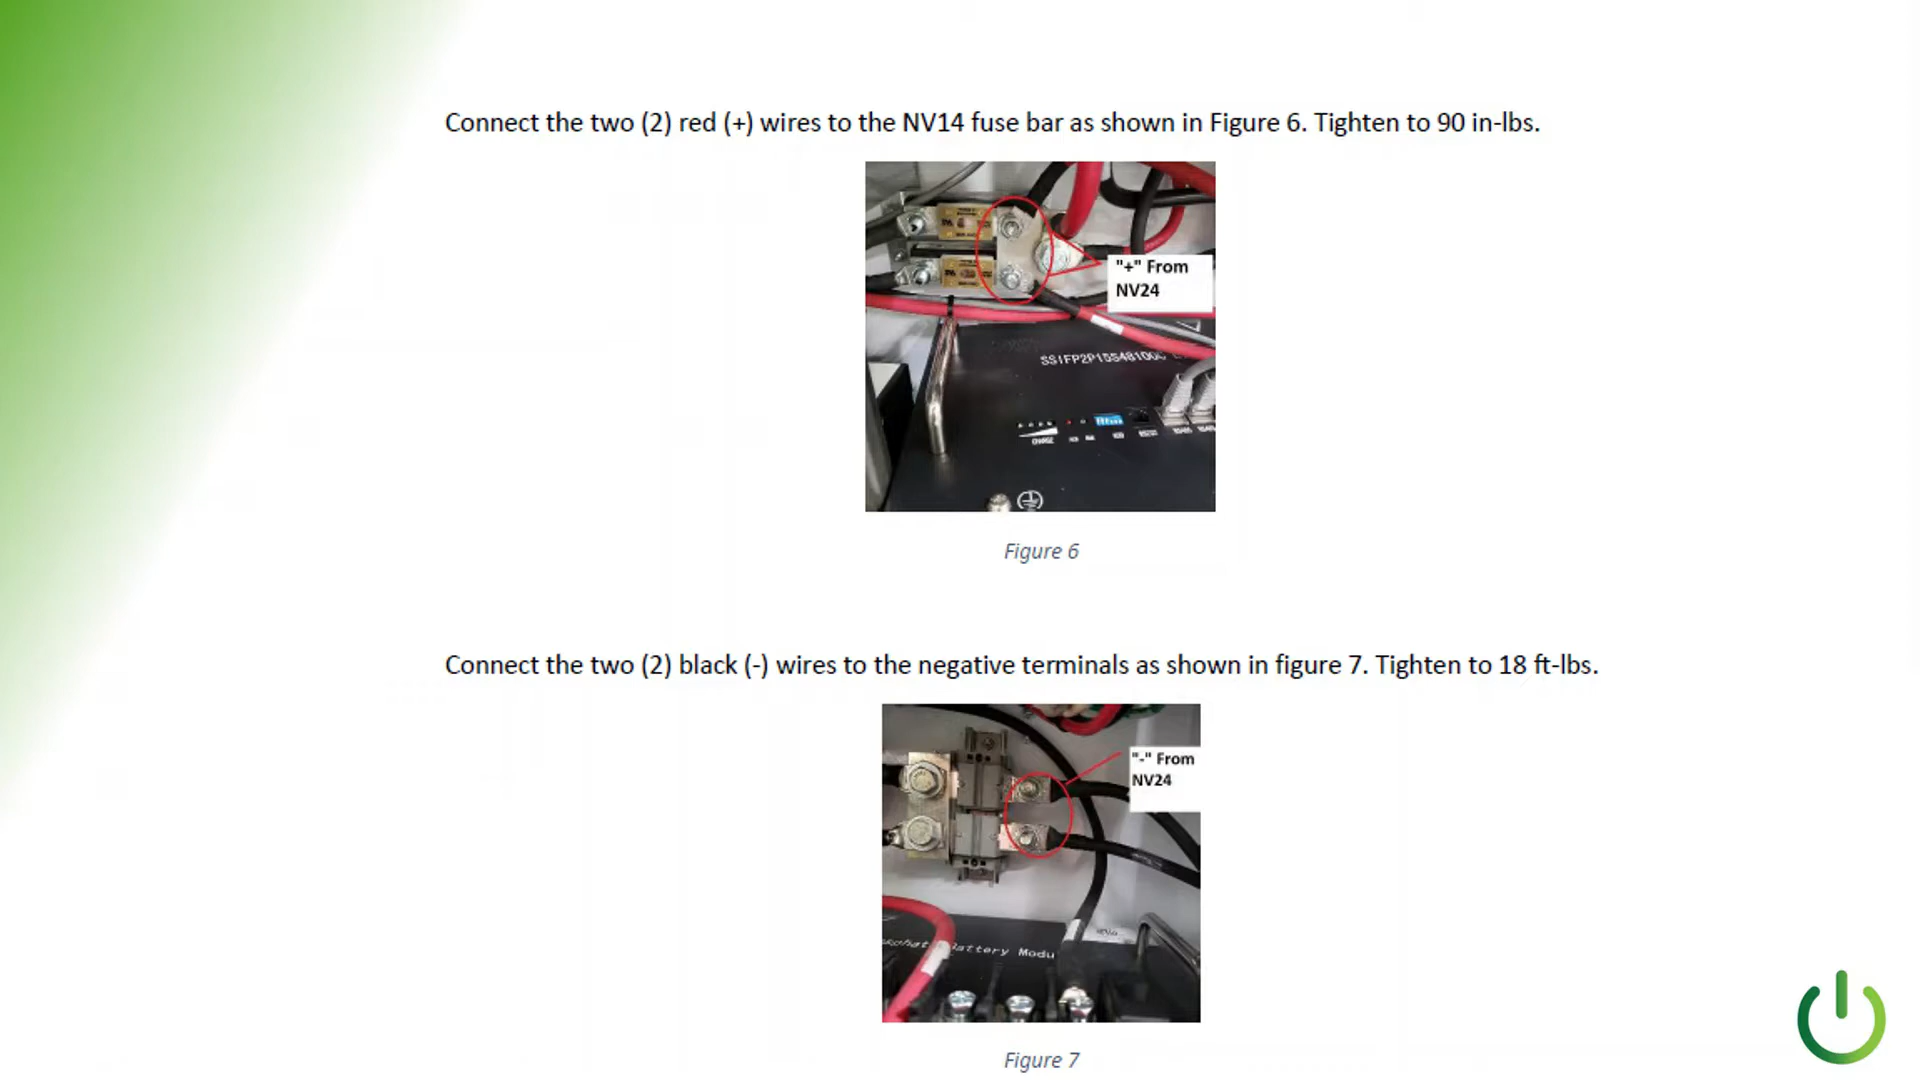 Connect the two (2) red (+) wires to the NV14 fuse bar as shown in Figure 6. Tighten to 90 in-lbs.
"+" From
NV24
CHARGE
Figure 6
Connect the two (2) black (-) wires to the negative terminals as shown in figure 7. Tighten to 18 ft-lbs.
"-" From
NV24
Battery Modu
Figure 7